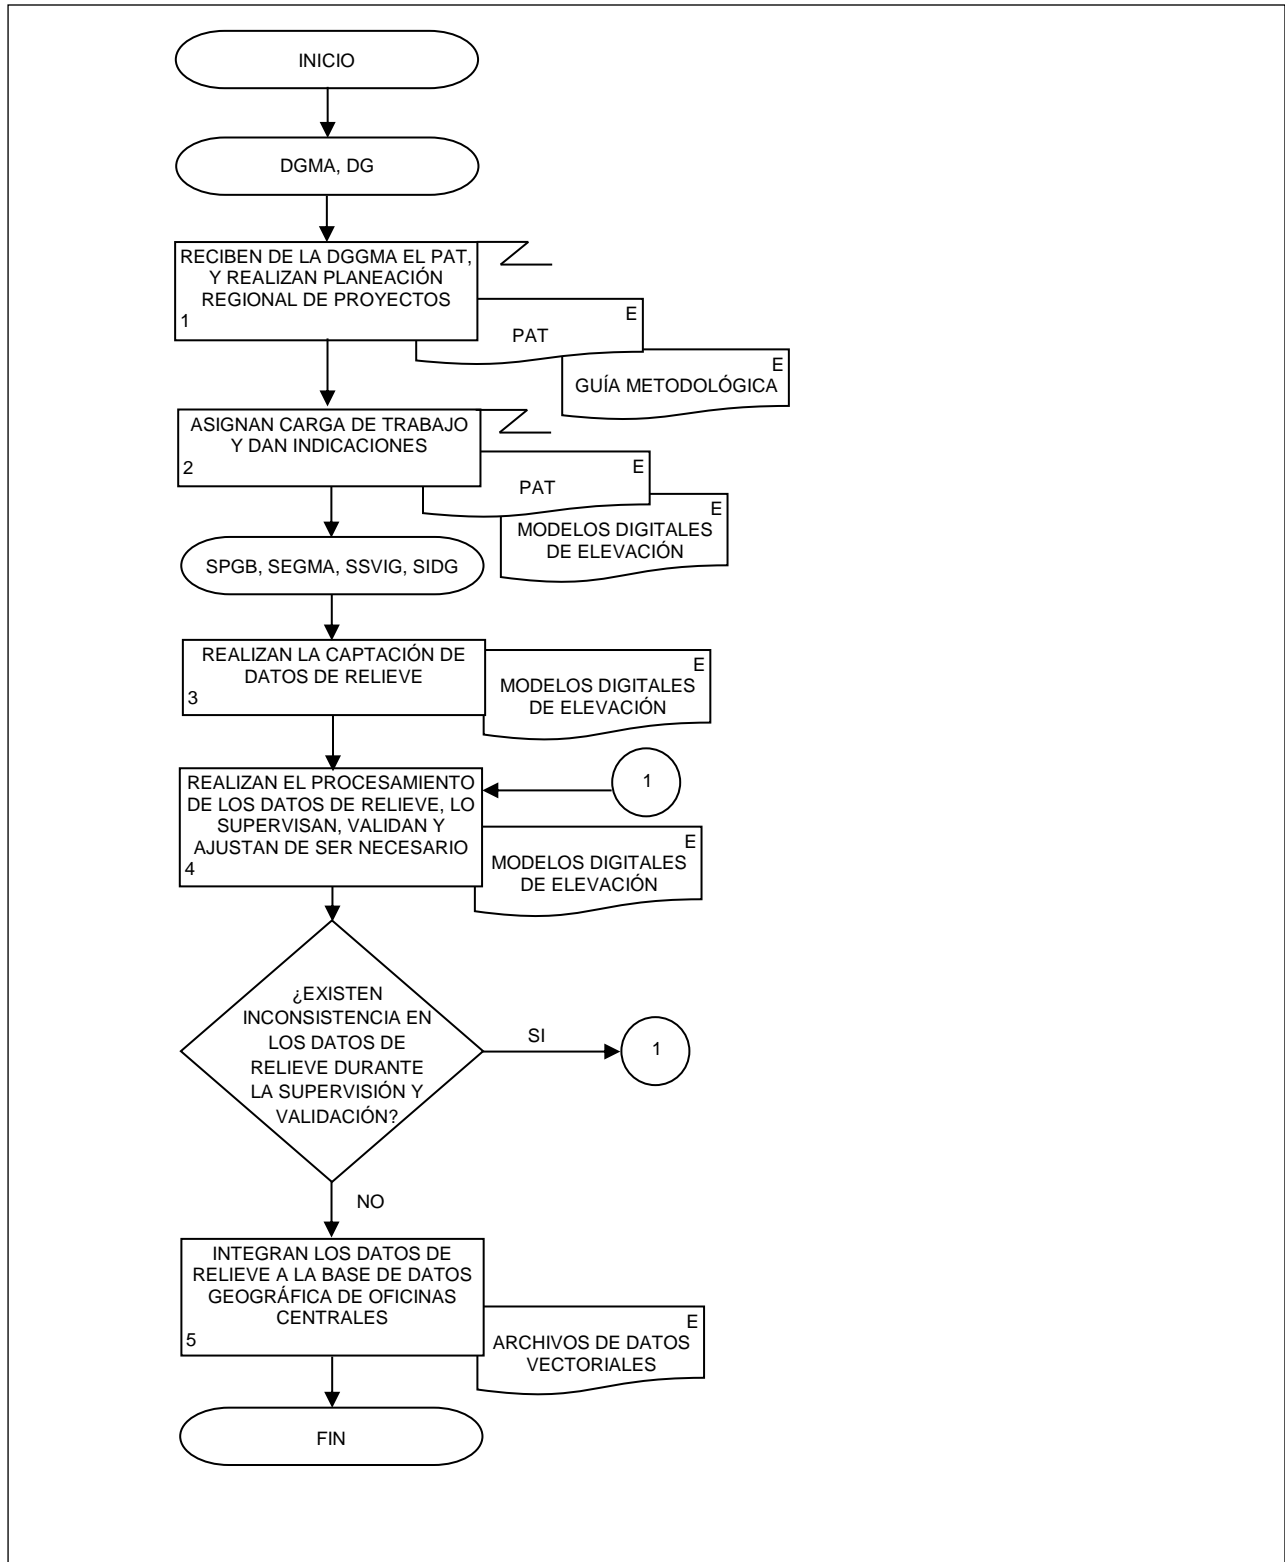 INICIO
DGMA, DG
RECIBEN DE LA DGGMA EL PAT,
Y REALIZAN PLANEACIÓN
REGIONAL DE PROYECTOS
1
E
PAT
E
GUÍA METODOLÓGICA
ASIGNAN CARGA DE TRABAJO
Y DAN INDICACIONES
2
E
PAT
E
MODELOS DIGITALES
DE ELEVACIÓN
SPGB, SEGMA, SSVIG, SIDG
REALIZAN LA CAPTACIÓN DE
DATOS DE RELIEVE
3
E
MODELOS DIGITALES
DE ELEVACIÓN
REALIZAN EL PROCESAMIENTO
DE LOS DATOS DE RELIEVE, LO
SUPERVISAN, VALIDAN Y
AJUSTAN DE SER NECESARIO
4
1
E
MODELOS DIGITALES
DE ELEVACIÓN
¿EXISTEN
INCONSISTENCIA EN
LOS DATOS DE
RELIEVE DURANTE
LA SUPERVISIÓN Y
VALIDACIÓN?
SI
1
NO
INTEGRAN LOS DATOS DE
RELIEVE A LA BASE DE DATOS
GEOGRÁFICA DE OFICINAS
CENTRALES
5
E
ARCHIVOS DE DATOS
VECTORIALES
FIN